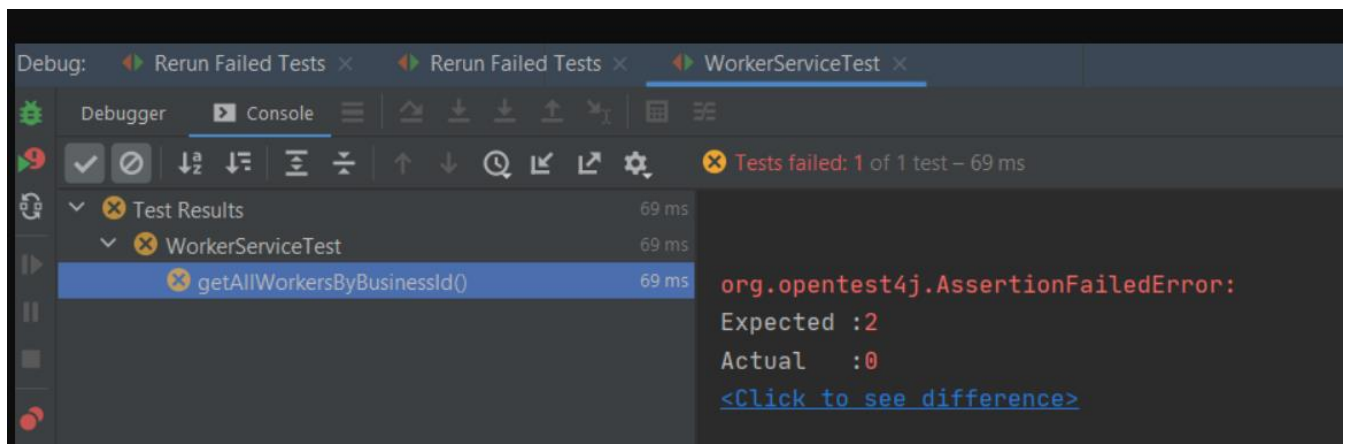 Debug: Rerun Failed Tests Rerun Failed Tests WorkerServiceTest
Debugger Console
Tests failed: 1 of 1 test – 69 ms
Test Results 69 ms
WorkerServiceTest 69 ms
getAllWorkersByBusinessId() 69 ms
org.opentest4j.AssertionFailedError:
Expected :2
Actual :0
<Click to see difference>